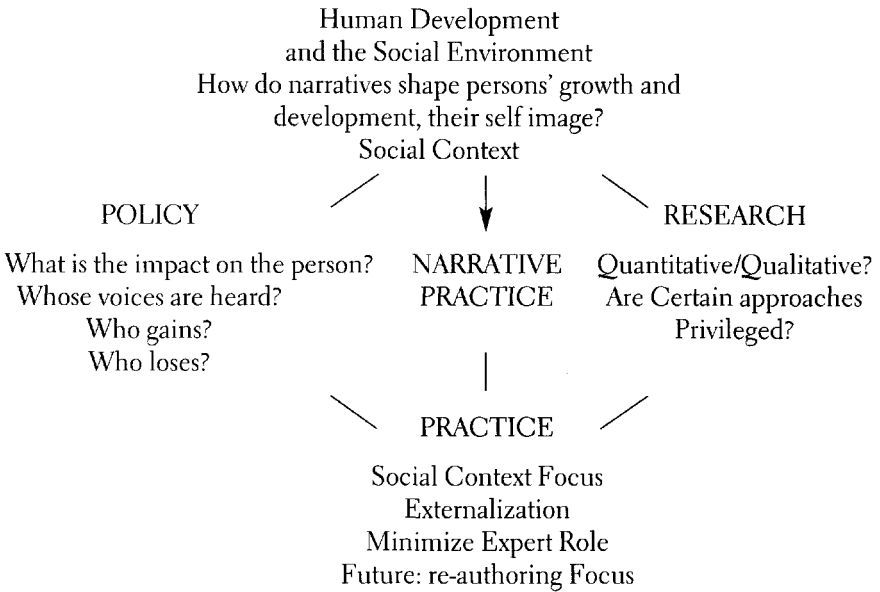 Human Development
and the Social Environment
How do narratives shape persons' growth and
development, their self image?
Social Context
POLICY
What is the impact on the person?
Whose voices are heard?
Who gains?
Who loses?
NARRATIVE
PRACTICE
RESEARCH
Quantitative/Qualitative?
Are Certain approaches
Privileged?
PRACTICE
Social Context Focus
Externalization
Minimize Expert Role
Future: re-authoring Focus